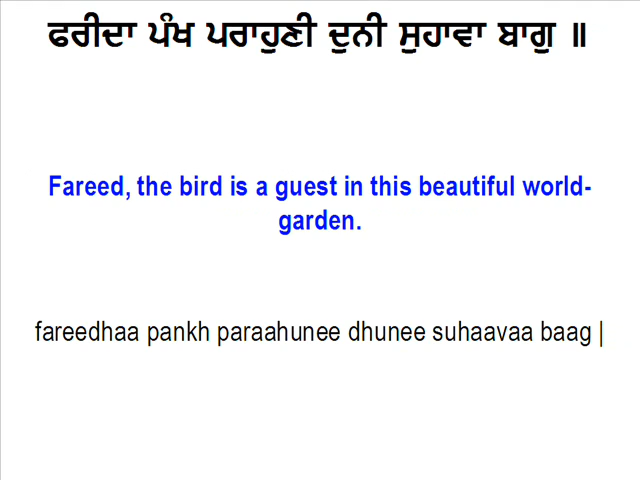 ਫਰੀਦਾ ਪੰਖ ਪਰਾਹੁਣੀ ਦੁਨੀ ਸੁਹਾਵਾ ਬਾਗੁ ॥
Fareed, the bird is a guest in this beautiful world-
garden.
fareedhaa pankh paraahunee dhunee suhaavaa baag |